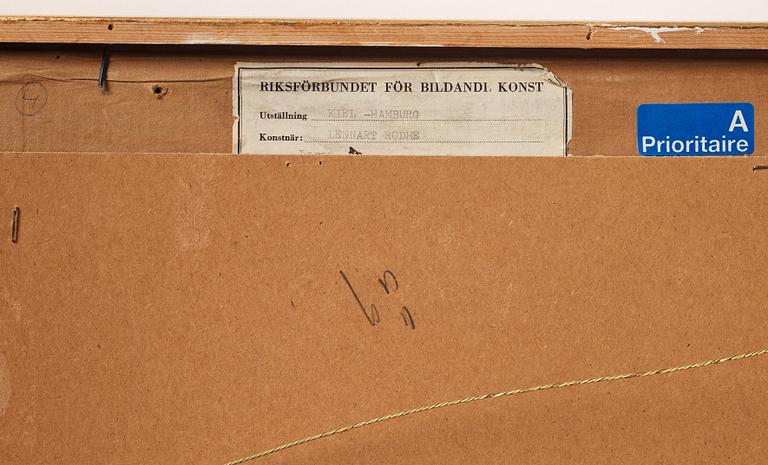 RIKSFÖRBUNDET FÖR BILDANDE KONST
Utställning KIEL -HAMBURG
Konstnär: LENNART RODHE
A
Prioritaire